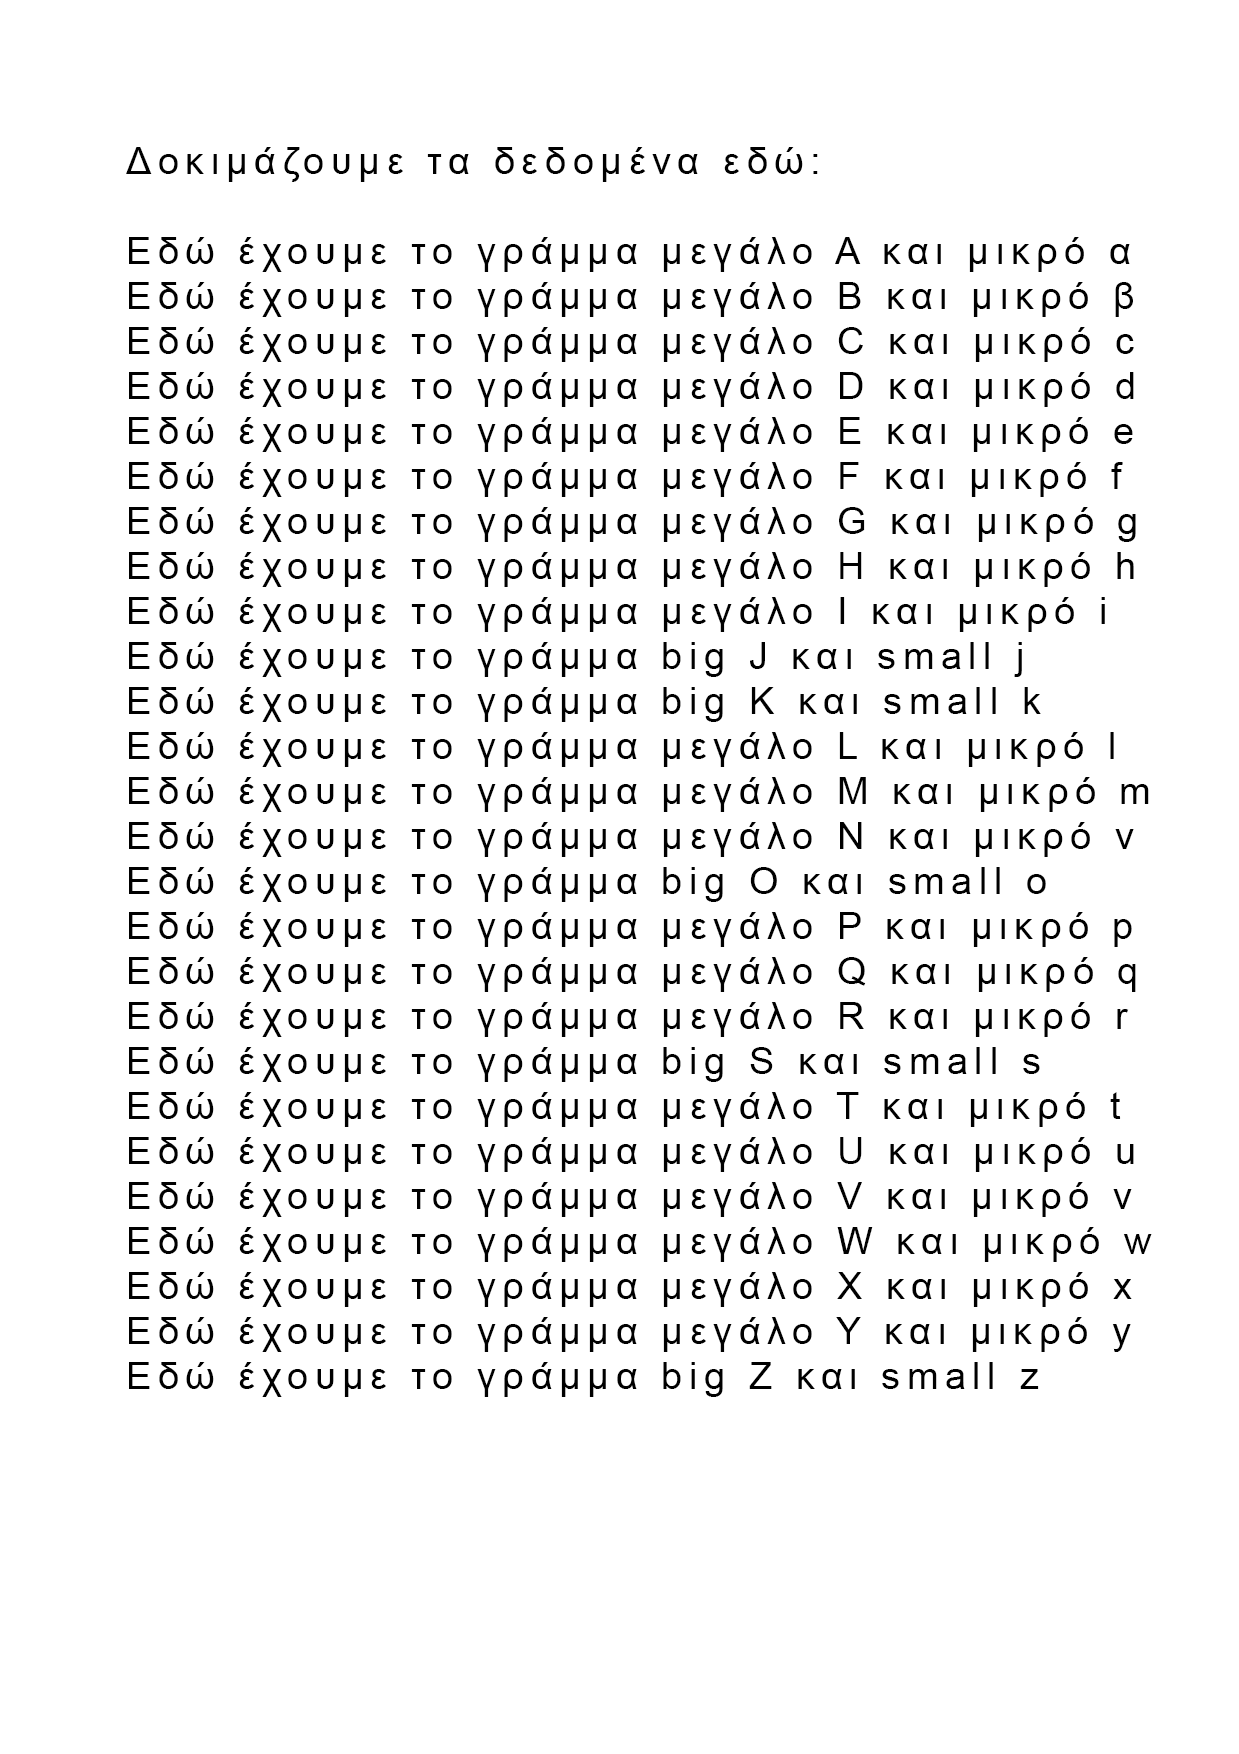 Δοκιμάζουμε τα δεδομένα εδώ:
Εδώ έχουμε το γράμμα μεγάλο A και μικρό α
Εδώ έχουμε το γράμμα μεγάλο B και μικρό β
Εδώ έχουμε το γράμμα μεγάλο C και μικρό c
Εδώ έχουμε το γράμμα μεγάλο D και μικρό d
Εδώ έχουμε το γράμμα μεγάλο E και μικρό e
Εδώ έχουμε το γράμμα μεγάλο F και μικρό f
Εδώ έχουμε το γράμμα μεγάλο G και μικρό g
Εδώ έχουμε το γράμμα μεγάλο H και μικρό h
Εδώ έχουμε το γράμμα μεγάλο I και μικρό i
Εδώ έχουμε το γράμμα big J και small j
Εδώ έχουμε το γράμμα big K και small k
Εδώ έχουμε το γράμμα μεγάλο L και μικρό l
Εδώ έχουμε το γράμμα μεγάλο M και μικρό m
Εδώ έχουμε το γράμμα μεγάλο N και μικρό ν
Εδώ έχουμε το γράμμα big O και small o
Εδώ έχουμε το γράμμα μεγάλο P και μικρό p
Εδώ έχουμε το γράμμα μεγάλο Q και μικρό q
Εδώ έχουμε το γράμμα μεγάλο R και μικρό r
Εδώ έχουμε το γράμμα big S και small s
Εδώ έχουμε το γράμμα μεγάλο T και μικρό t
Εδώ έχουμε το γράμμα μεγάλο U και μικρό u
Εδώ έχουμε το γράμμα μεγάλο V και μικρό v
Εδώ έχουμε το γράμμα μεγάλο W και μικρό w
Εδώ έχουμε το γράμμα μεγάλο X και μικρό x
Εδώ έχουμε το γράμμα μεγάλο Y και μικρό y
Εδώ έχουμε το γράμμα big Z και small z